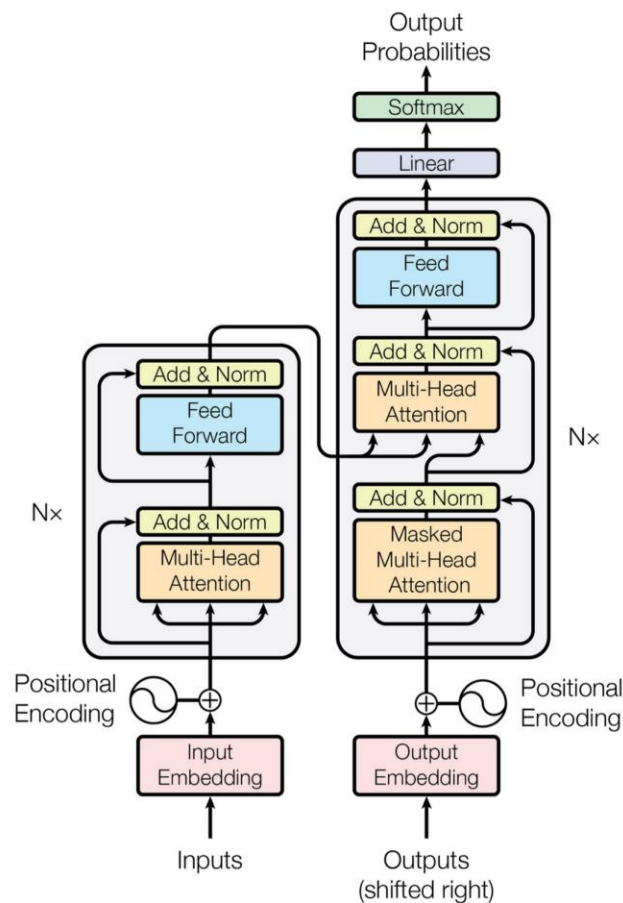 Output
Probabilities
Softmax
Linear
Add & Norm
Feed
Forward
Add & Norm
Multi-Head
Attention
Add & Norm
Masked
Multi-Head
Attention
N×
Add & Norm
Feed
Forward
Add & Norm
Multi-Head
Attention
N×
Positional
Encoding
Input
Embedding
Inputs
Positional
Encoding
Output
Embedding
Outputs
(shifted right)